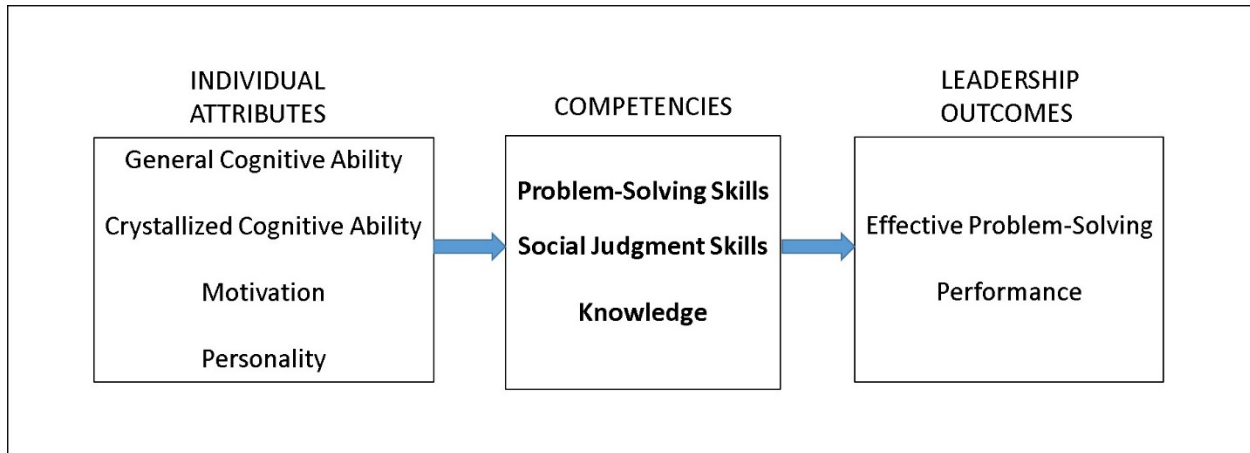 INDIVIDUAL
ATTRIBUTES
General Cognitive Ability
Crystallized Cognitive Ability
Motivation
Personality
COMPETENCIES
Problem-Solving Skills
Social Judgment Skills
Knowledge
LEADERSHIP
OUTCOMES
Effective Problem-Solving
Performance